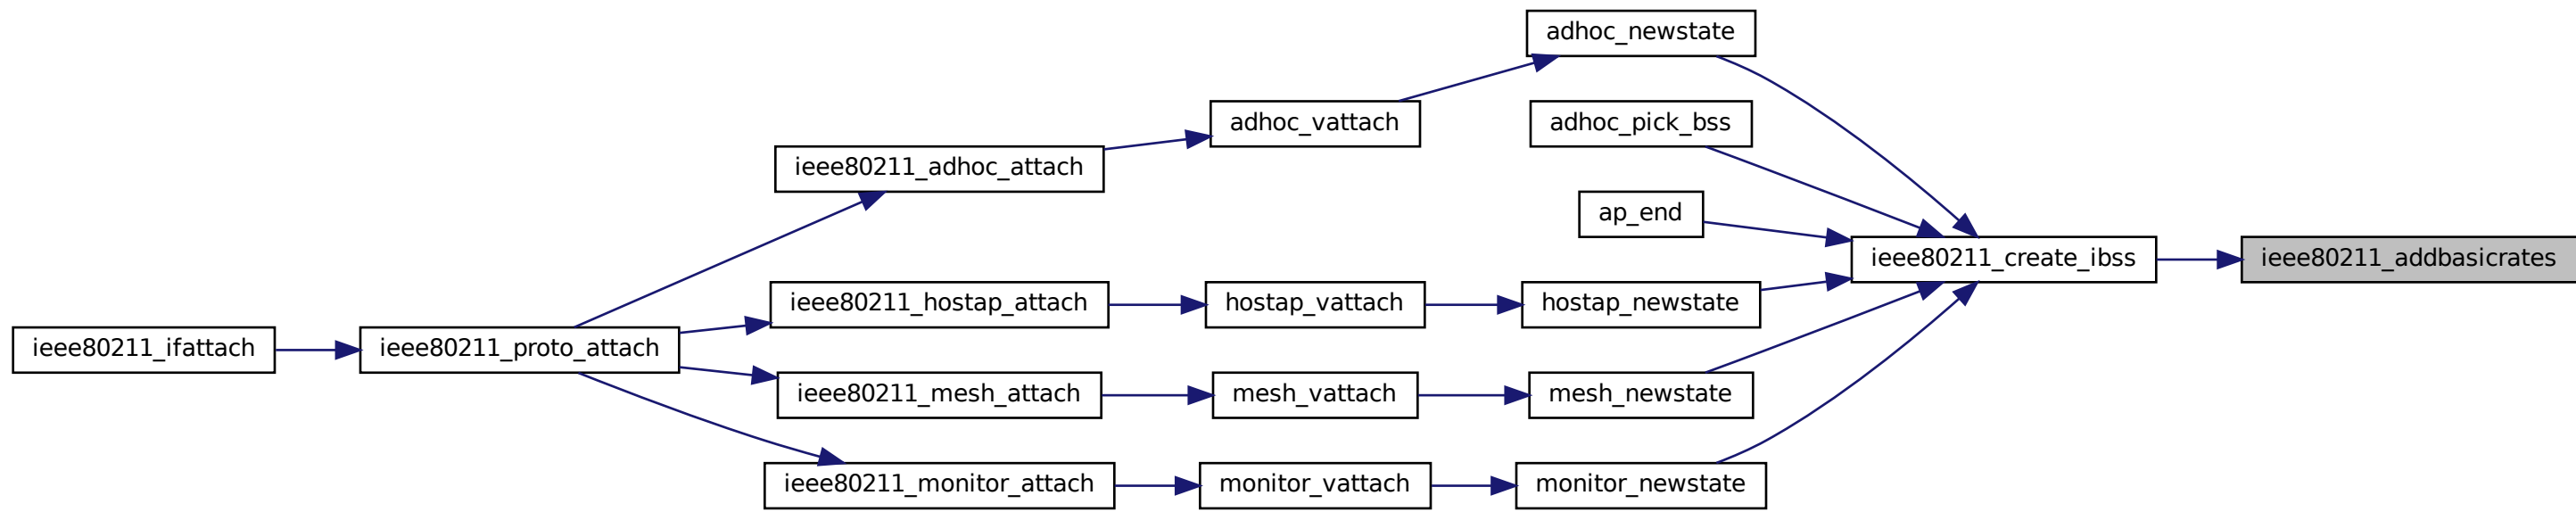 adhoc_newstate
adhoc_vattach
adhoc_pick_bss
ieee80211_adhoc_attach
ap_end
ieee80211_create_ibss
ieee80211_addbasicrates
ieee80211_hostap_attach
hostap_vattach
hostap_newstate
ieee80211_ifattach
ieee80211_proto_attach
ieee80211_mesh_attach
mesh_vattach
mesh_newstate
ieee80211_monitor_attach
monitor_vattach
monitor_newstate